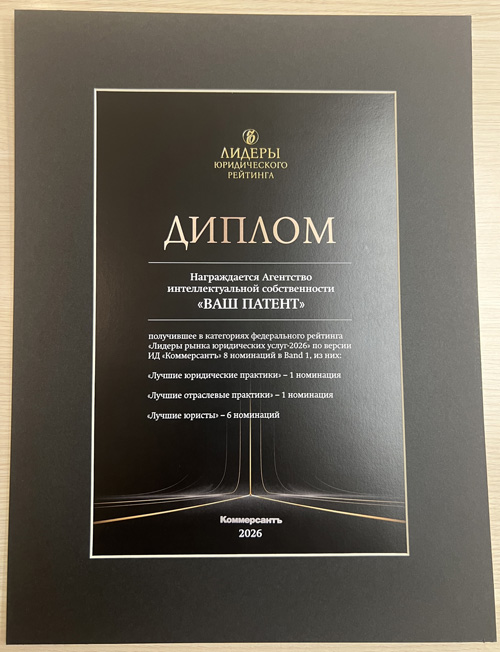 ЛИДЕРЫ
ЮРИДИЧЕСКОГО
РЕЙТИНГА
ДИПЛОМ
Награждается Агентство
интеллектуальной собственности
«ВАШ ПАТЕНТ»
получившее в категориях федерального рейтинга
«Лидеры рынка юридических услуг-2026» по версии
ИД «Коммерсантъ» 8 номинаций в Band 1, из них:
«Лучшие юридические практики» – 1 номинация
«Лучшие отраслевые практики» – 1 номинация
«Лучшие юристы» – 6 номинаций
Коммерсантъ
2026